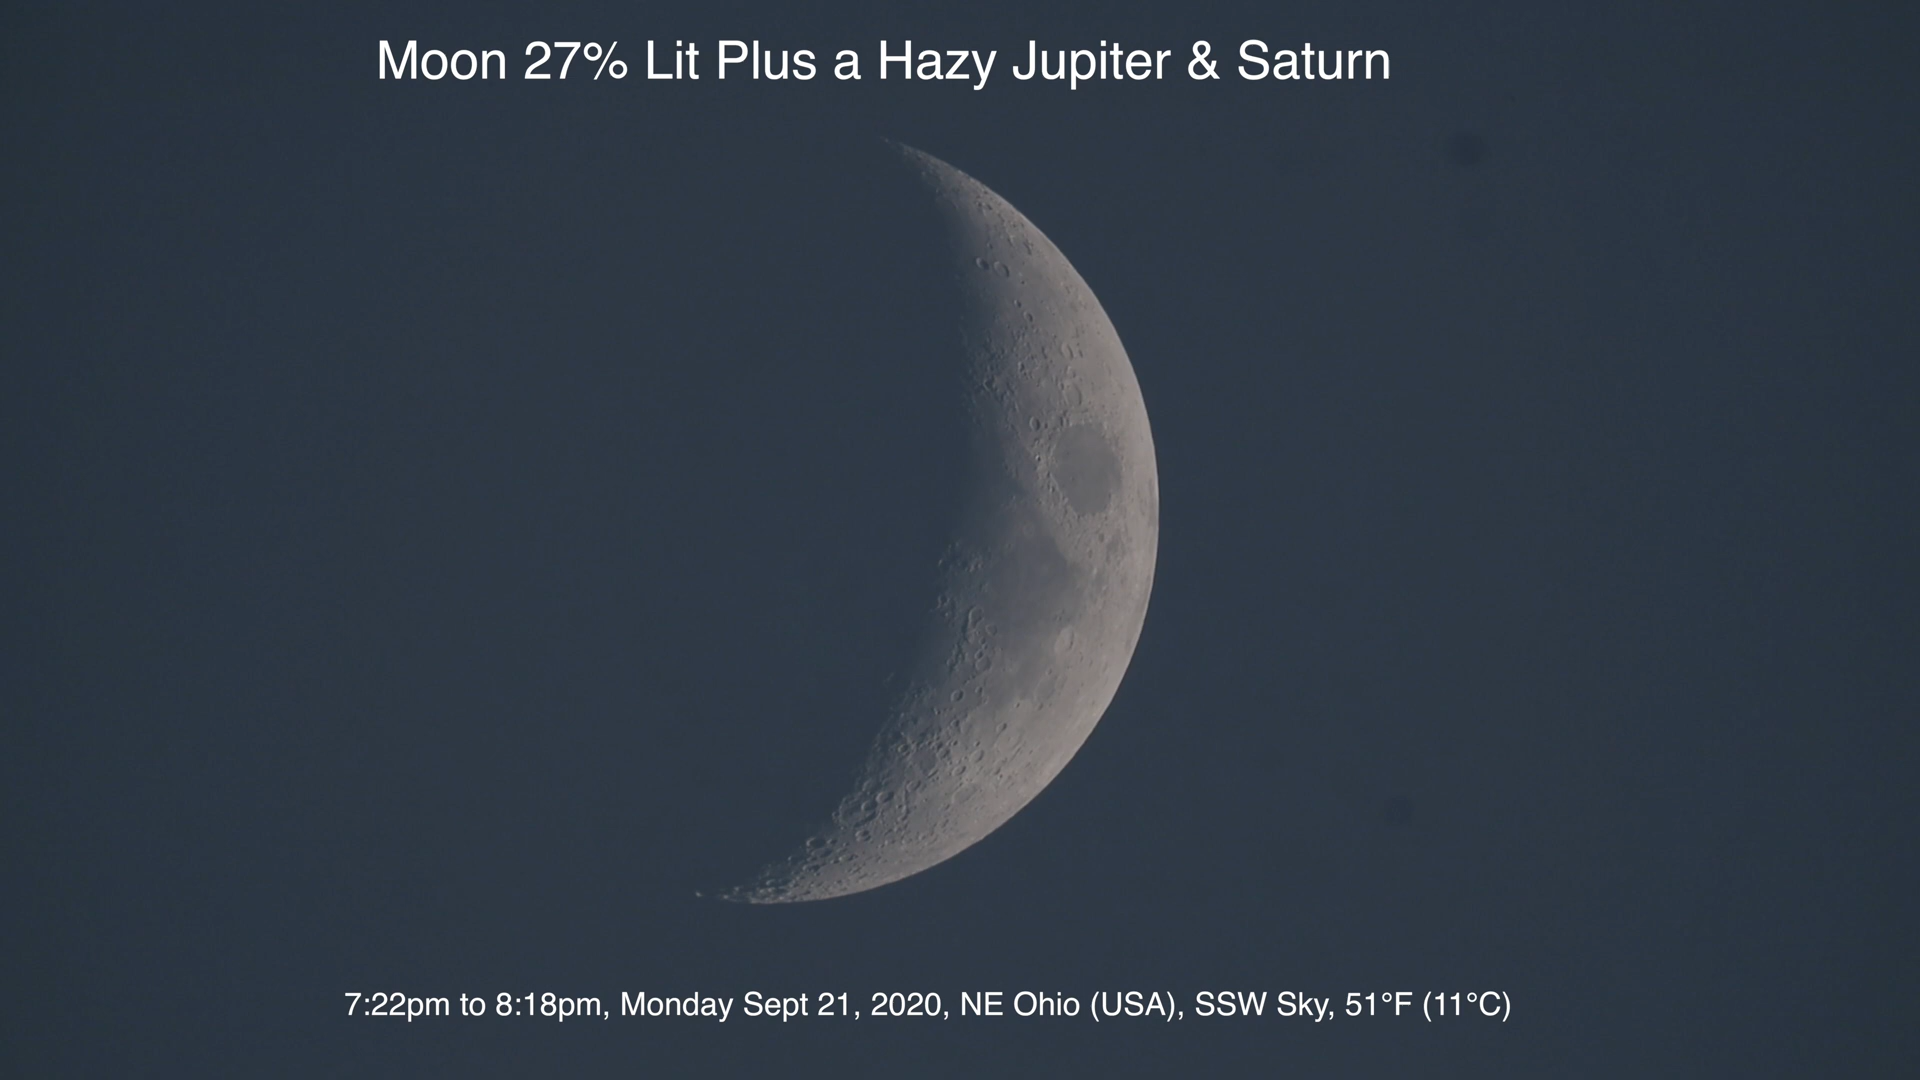 Moon 27% Lit Plus a Hazy Jupiter & Saturn
7:22pm to 8:18pm, Monday Sept 21, 2020, NE Ohio (USA), SSW Sky, 51°F (11°C)